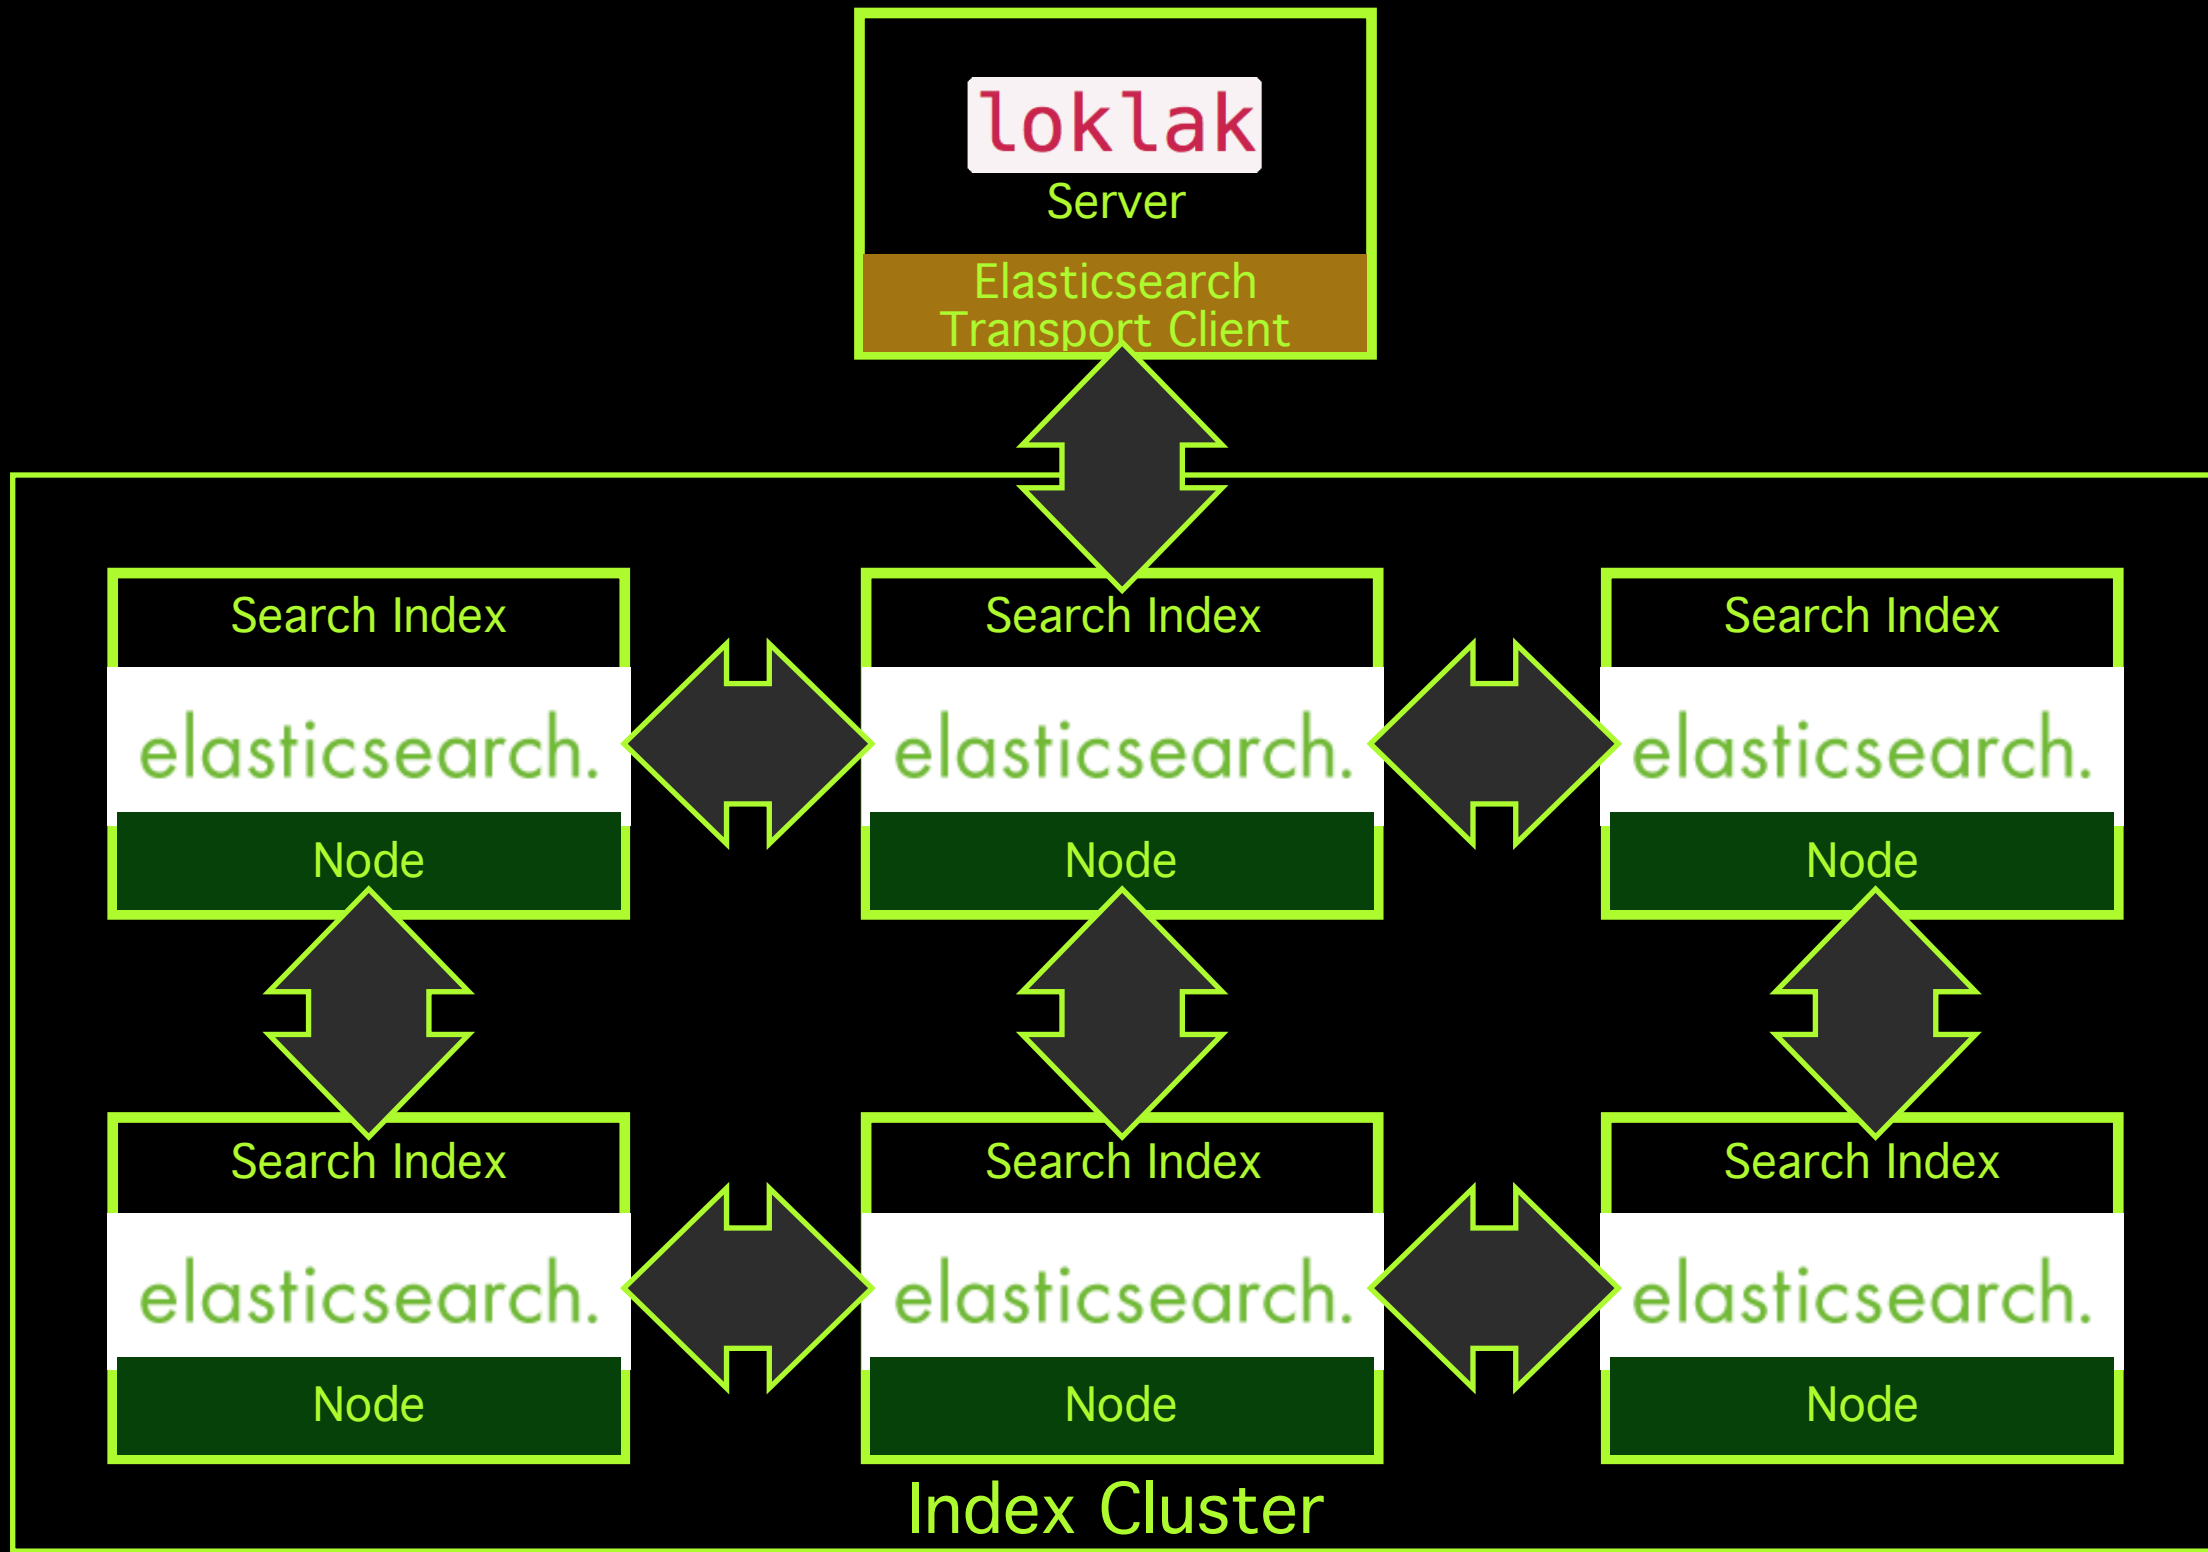 loklak
Server
Elasticsearch
Transport Client
Search Index
Search Index
Search Index
elasticsearch.
elasticsearch.
elasticsearch.
Node
Node
Node
Search Index
Search Index
Search Index
elasticsearch.
elasticsearch.
elasticsearch.
Node
Node
Node
Index Cluster